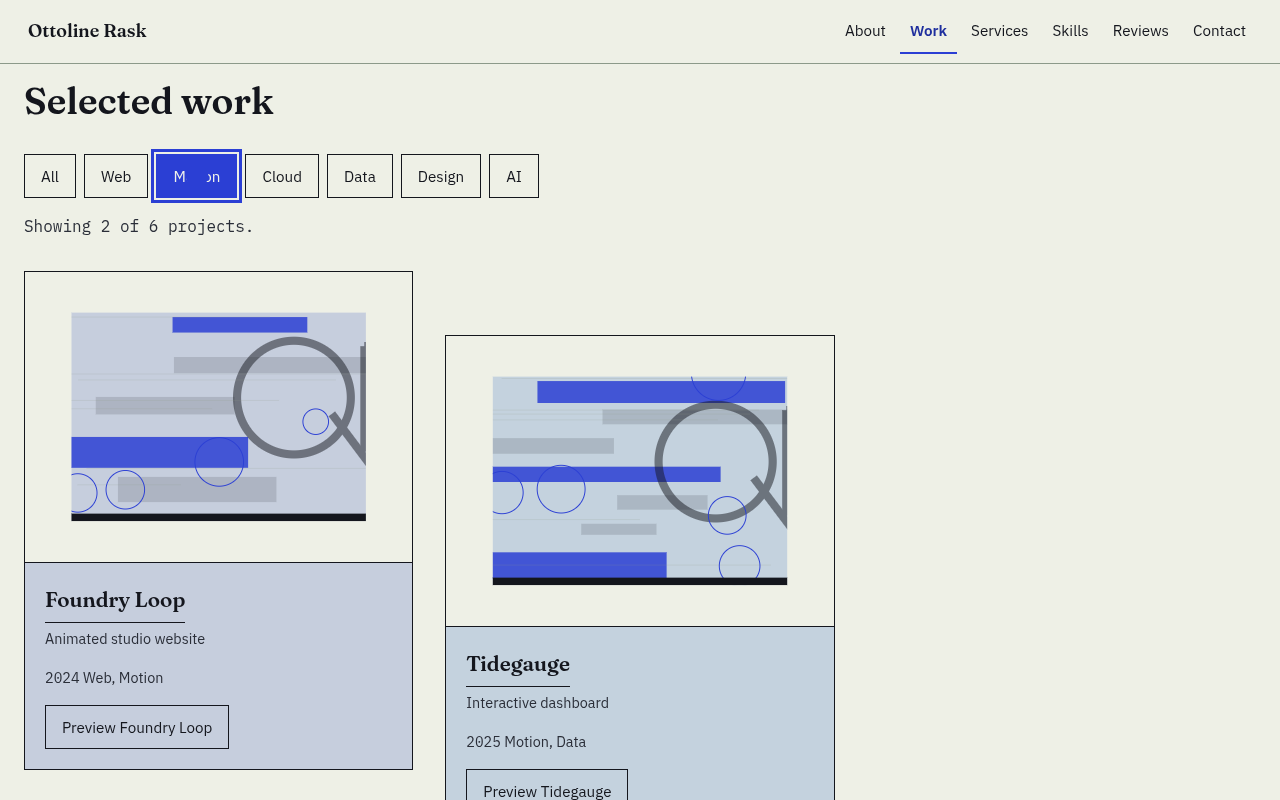 Ottoline Rask
About Work Services Skills Reviews Contact
Selected work
All Web Cloud Data Design AI
Showing 2 of 6 projects.
Foundry Loop
Animated studio website
2024 Web, Motion
Preview Foundry Loop
Tidegauge
Interactive dashboard
2025 Motion, Data
Preview Tidegauge